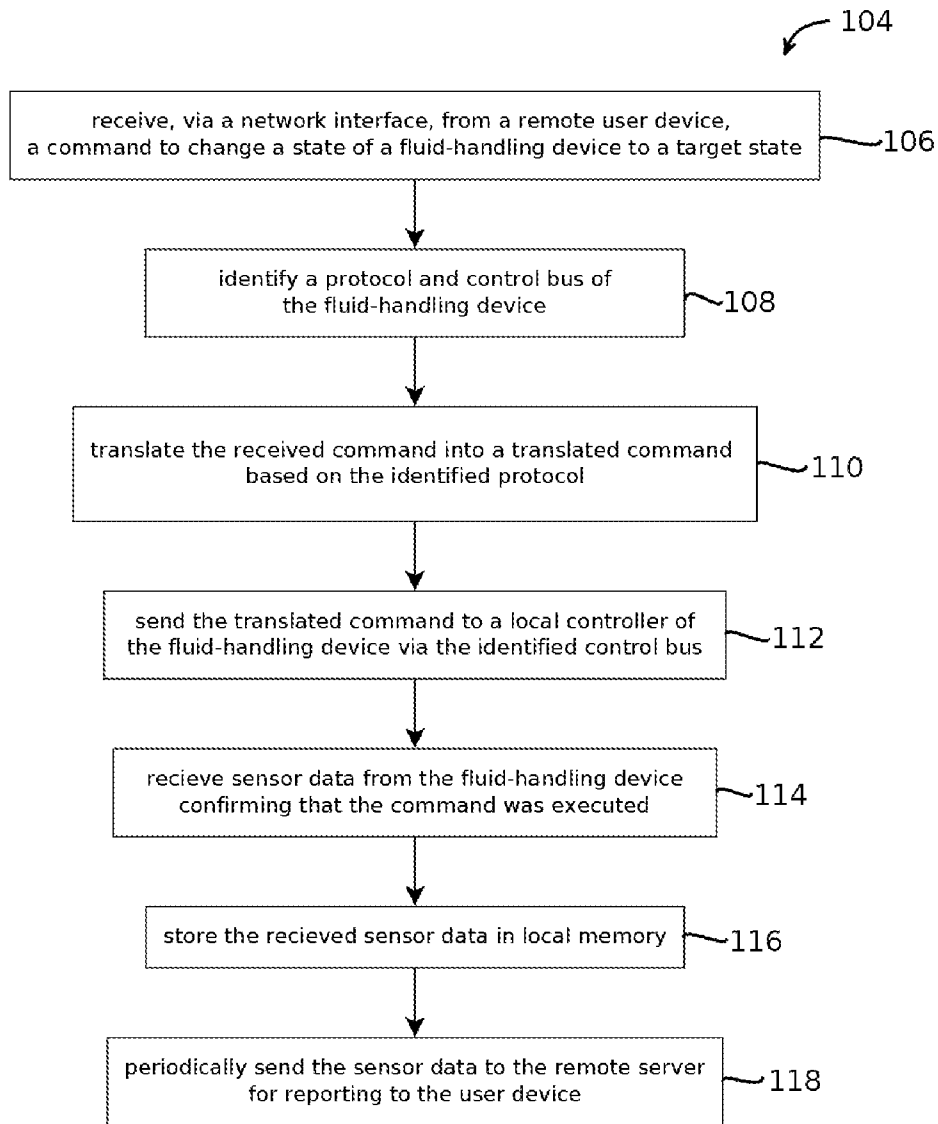 104
receive, via a network interface, from a remote user device,
a command to change a state of a fluid-handling device to a target state
106
identify a protocol and control bus of
the fluid-handling device
108
translate the received command into a translated command
based on the identified protocol
110
send the translated command to a local controller of
the fluid-handling device via the identified control bus
112
recieve sensor data from the fluid-handling device
confirming that the command was executed
114
store the recieved sensor data in local memory
116
periodically send the sensor data to the remote server
for reporting to the user device
118